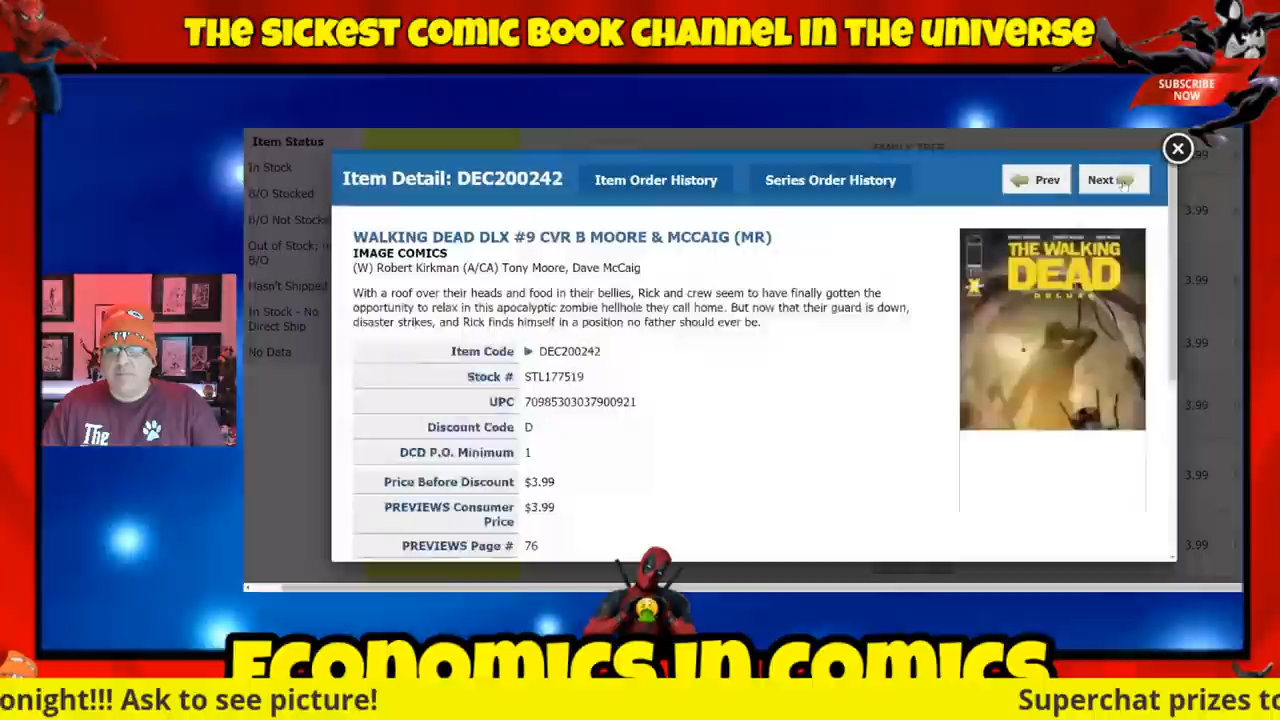 THE SICKEST COMIC BOOK CHANNEL IN THE UNIVERSE
SUBSCRIBE
NOW
Item Status
In Stock
B/O Stocked
B/O Not Stocke
Out of Stock;
B/O
Hasn't Shipped
In Stock - No
Direct Ship
No Data
FAMILY TREE
Item Detail: DEC200242
Item Order History
Series Order History
Prev
Next
WALKING DEAD DLX #9 CVR B MOORE & MCCAIG (MR)
IMAGE COMICS
(W) Robert Kirkman (A/CA) Tony Moore, Dave McCaig
With a roof over their heads and food in their bellies, Rick and crew seem to have finally gotten the
opportunity to relax in this apocalyptic zombie hellhole they call home. But now that their guard is down,
disaster strikes, and Rick finds himself in a position no father should ever be.
Item Code ▶ DEC200242
Stock # STL177519
UPC 70985303037900921
Discount Code D
DCD P.O. Minimum 1
Price Before Discount $3.99
PREVIEWS Consumer
Price $3.99
PREVIEWS Page # 76
THE WALKING
DEAD
DELUXE
.99
3.99
3.99
3.99
3.99
3.99
3.99
The
ECONOMICS IN COMICS
onight!!! Ask to see picture!
Superchat prizes to